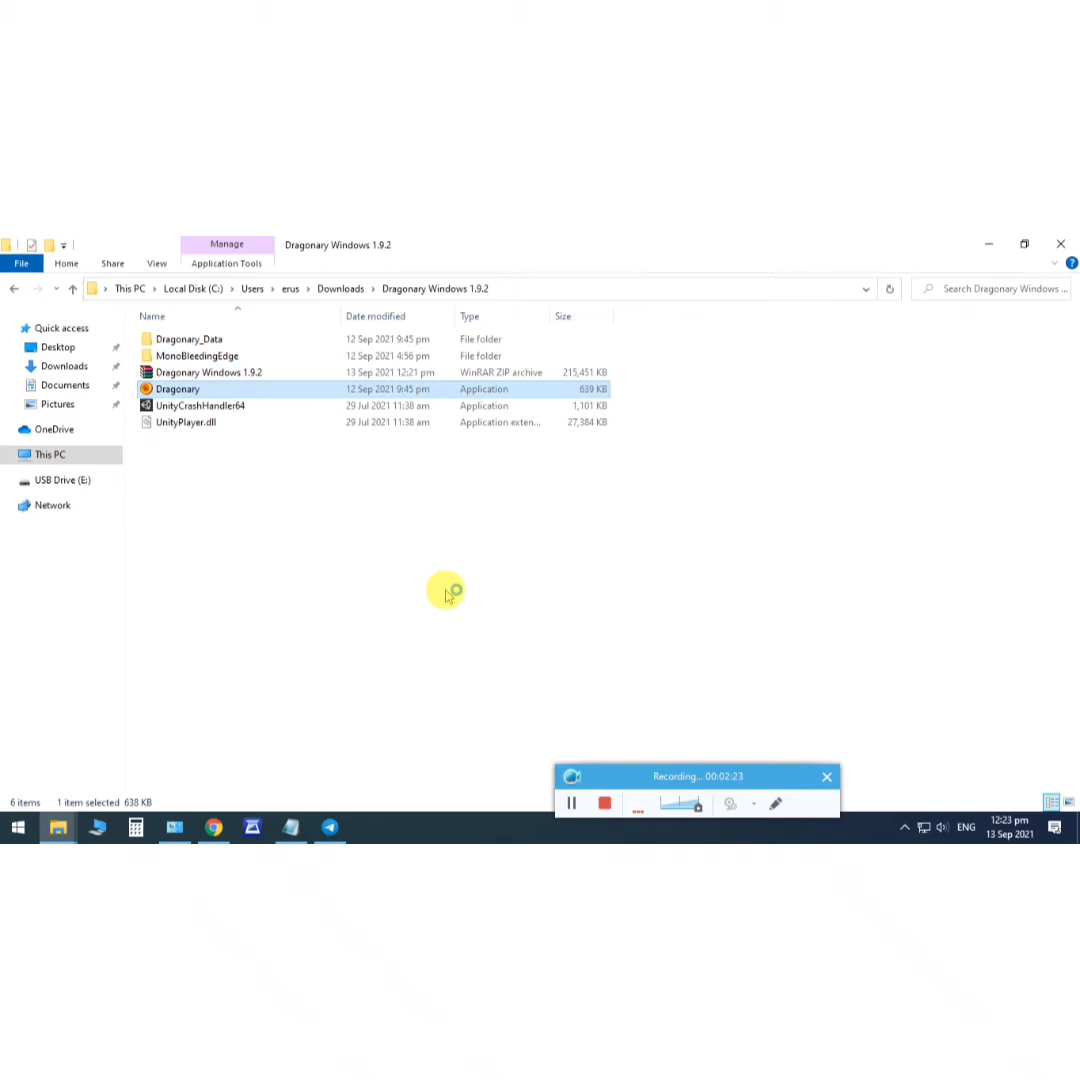 Manage
Dragonary Windows 1.9.2
File
Home
Share
View
Application Tools
This PC
Local Disk (C:)
Users
erus
Downloads
Dragonary Windows 1.9.2
Search Dragonary Windows ...
Name
Date modified
Type
Size
Quick access
Desktop
Downloads
Documents
Pictures
OneDrive
This PC
USB Drive (E:)
Network
Dragonary_Data 12 Sep 2021 9:45 pm File folder
MonoBleedingEdge 12 Sep 2021 4:56 pm File folder
Dragonary Windows 1.9.2 13 Sep 2021 12:21 pm WinRAR ZIP archive 215,451 KB
Dragonary 12 Sep 2021 9:45 pm Application 639 KB
UnityCrashHandler64 29 Jul 2021 11:38 am Application 1,101 KB
UnityPlayer.dll 29 Jul 2021 11:38 am Application exten... 27,384 KB
Recording... 00:02:23
6 items 1 item selected 638 KB
ENG
12:23 pm
13 Sep 2021